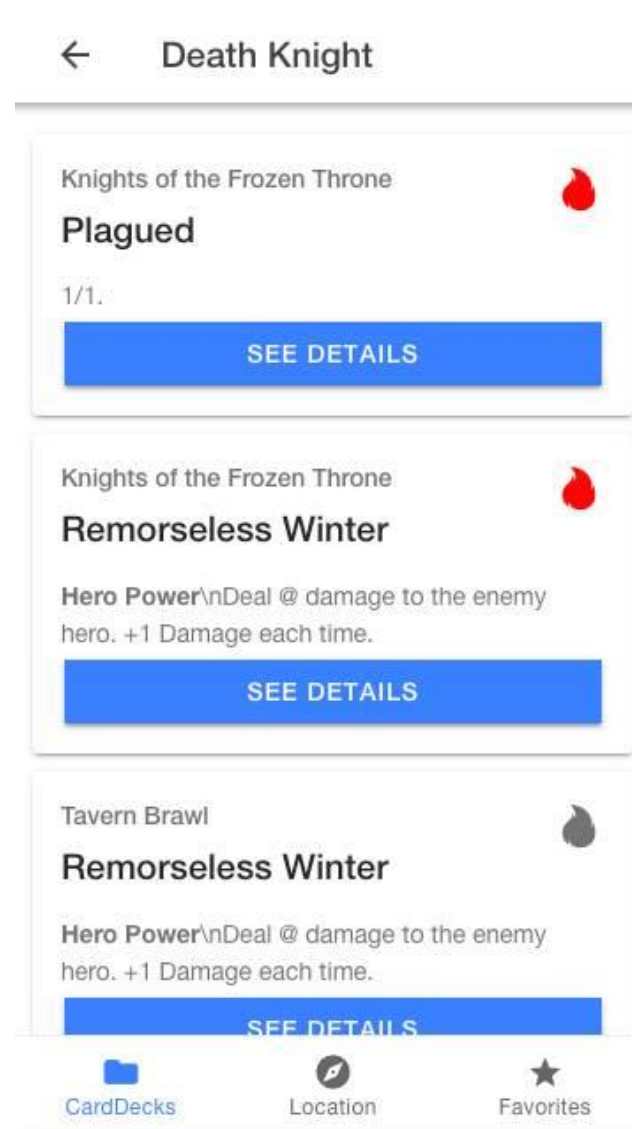 Death Knight
Knights of the Frozen Throne
Plagued
1/1.
SEE DETAILS
Knights of the Frozen Throne
Remorseless Winter
Hero Power\nDeal @ damage to the enemy
hero. +1 Damage each time.
SEE DETAILS
Tavern Brawl
Remorseless Winter
Hero Power\nDeal @ damage to the enemy
hero. +1 Damage each time.
SEE DETAILS
CardDecks Location Favorites